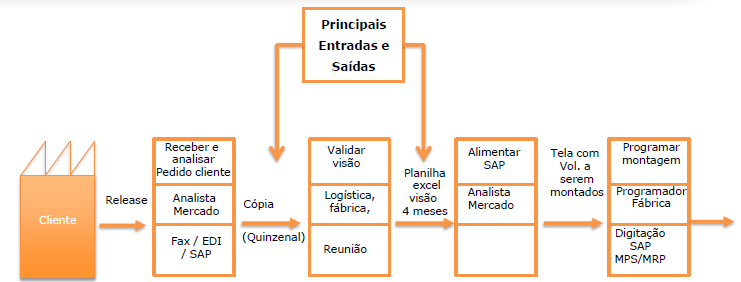 Principais
Entradas e
Saídas
Cliente
Release
Receber e
analisar
Pedido cliente
Analista
Mercado
Fax / EDI
/ SAP
Cópia
(Quinzenal)
Validar
visão
Logística,
fábrica,
Reunião
Planilha
excel
visão
4 meses
Alimentar
SAP
Analista
Mercado
Tela com
Vol. a
serem
montados
Programar
montagem
Programador
Fábrica
Digitação
SAP
MPS/MRP